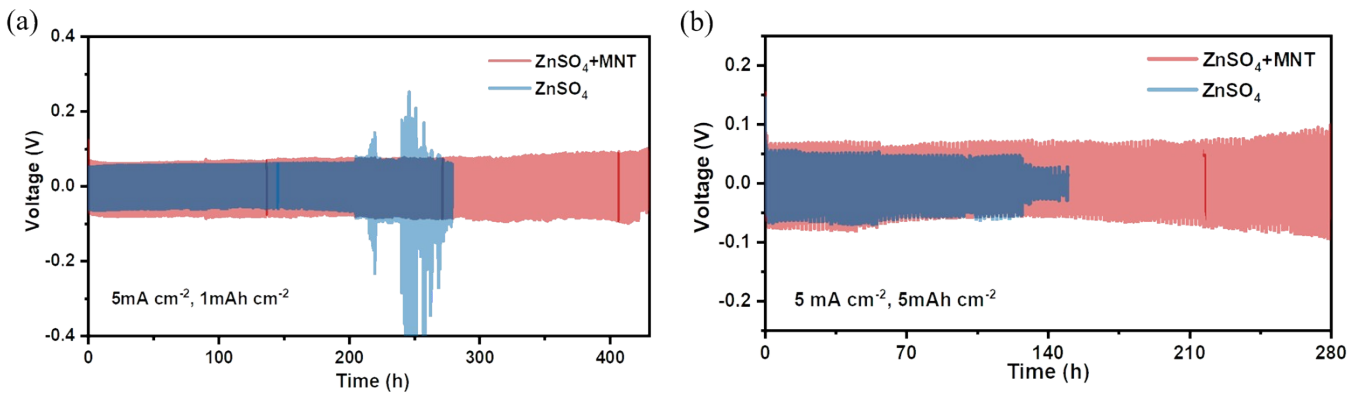 (a)
0.4
0.2
0.0
-0.2
-0.4
Voltage (V)
ZnSO₄+MNT
ZnSO₄
5mA cm⁻², 1mAh cm⁻²
0 100 200 300 400
Time (h)
(b)
0.2
0.1
0.0
-0.1
-0.2
Voltage (V)
ZnSO₄+MNT
ZnSO₄
5 mA cm⁻², 5mAh cm⁻²
0 70 140 210 280
Time (h)